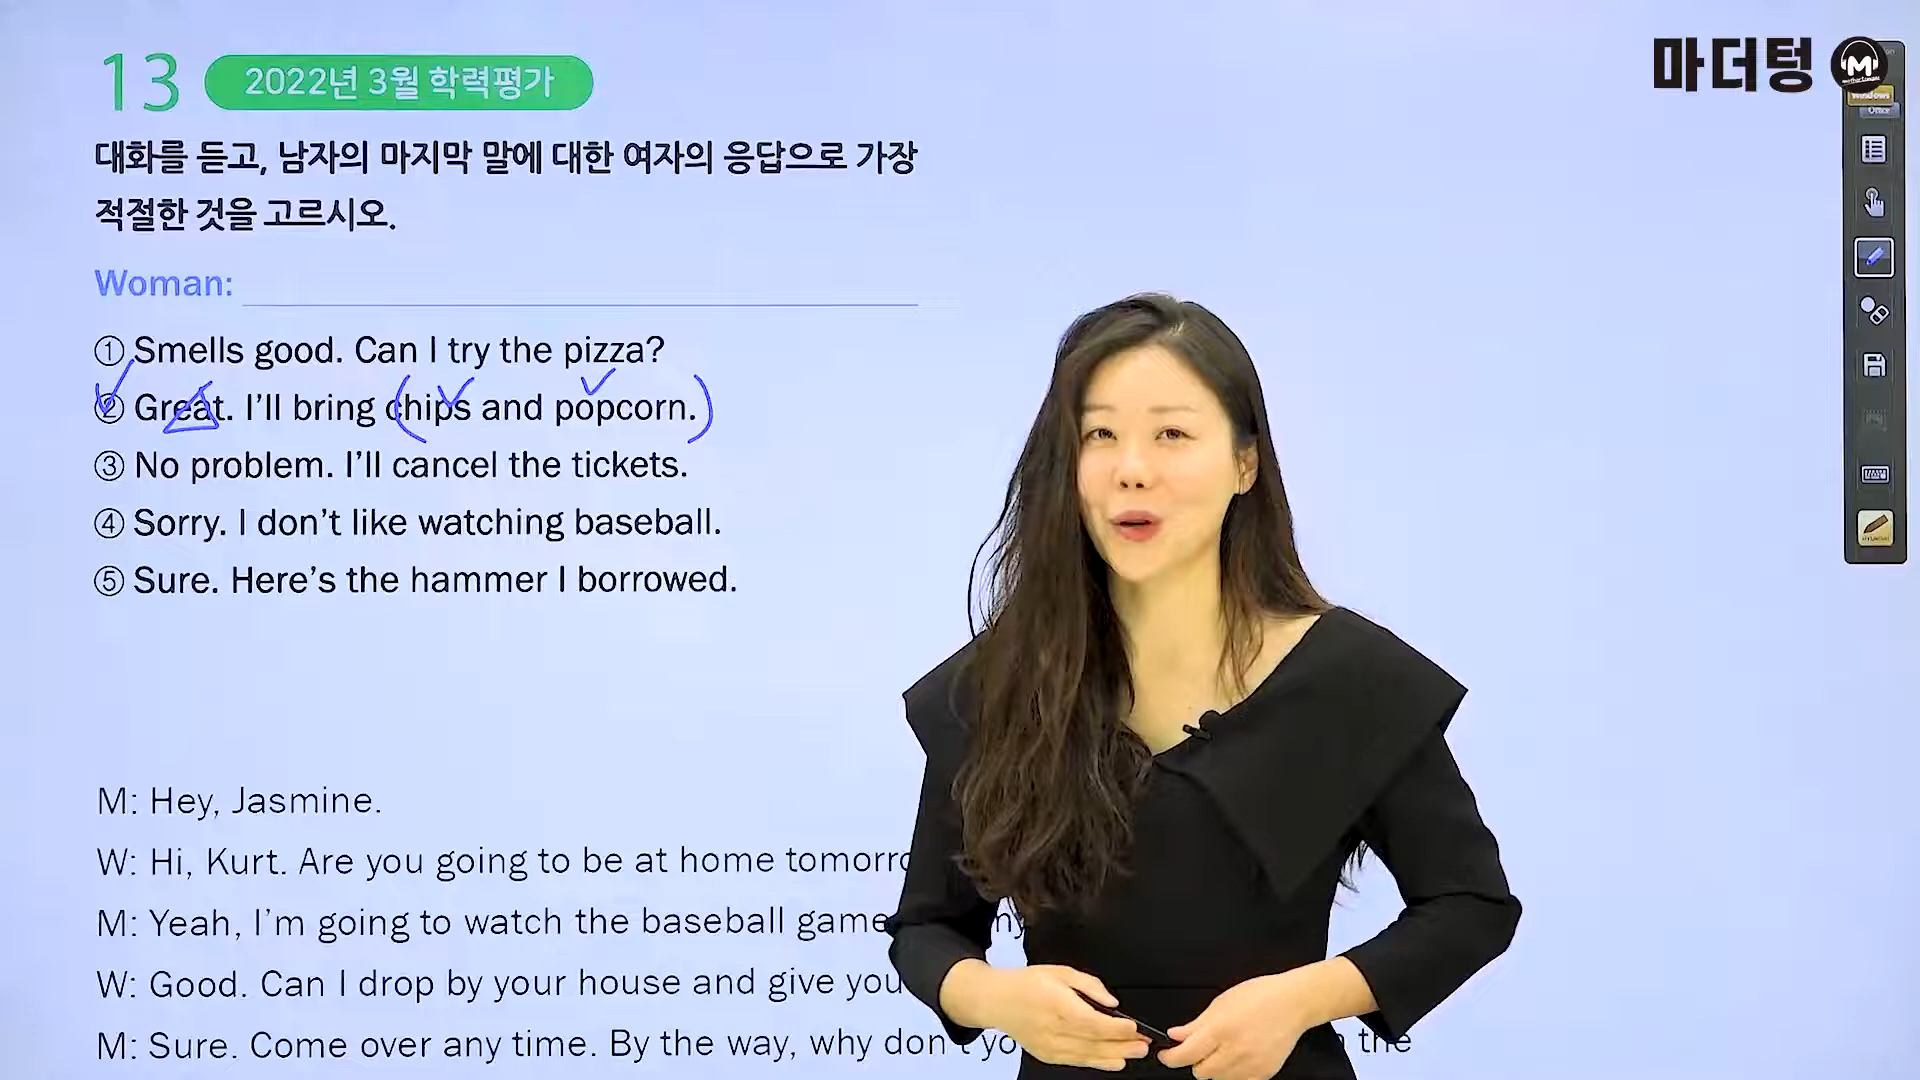 마더텅
13 2022년 3월 학력평가
대화를 듣고, 남자의 마지막 말에 대한 여자의 응답으로 가장
적절한 것을 고르시오.
Woman:
① Smells good. Can I try the pizza?
② Great. I'll bring chips and popcorn.
③ No problem. I'll cancel the tickets.
④ Sorry. I don't like watching baseball.
⑤ Sure. Here's the hammer I borrowed.
M: Hey, Jasmine.
W: Hi, Kurt. Are you going to be at home
M: Yeah, I'm going to watch the baseball game
W: Good. Can I drop by your house and give you
M: Sure. Come over any time. By the way, why don't the